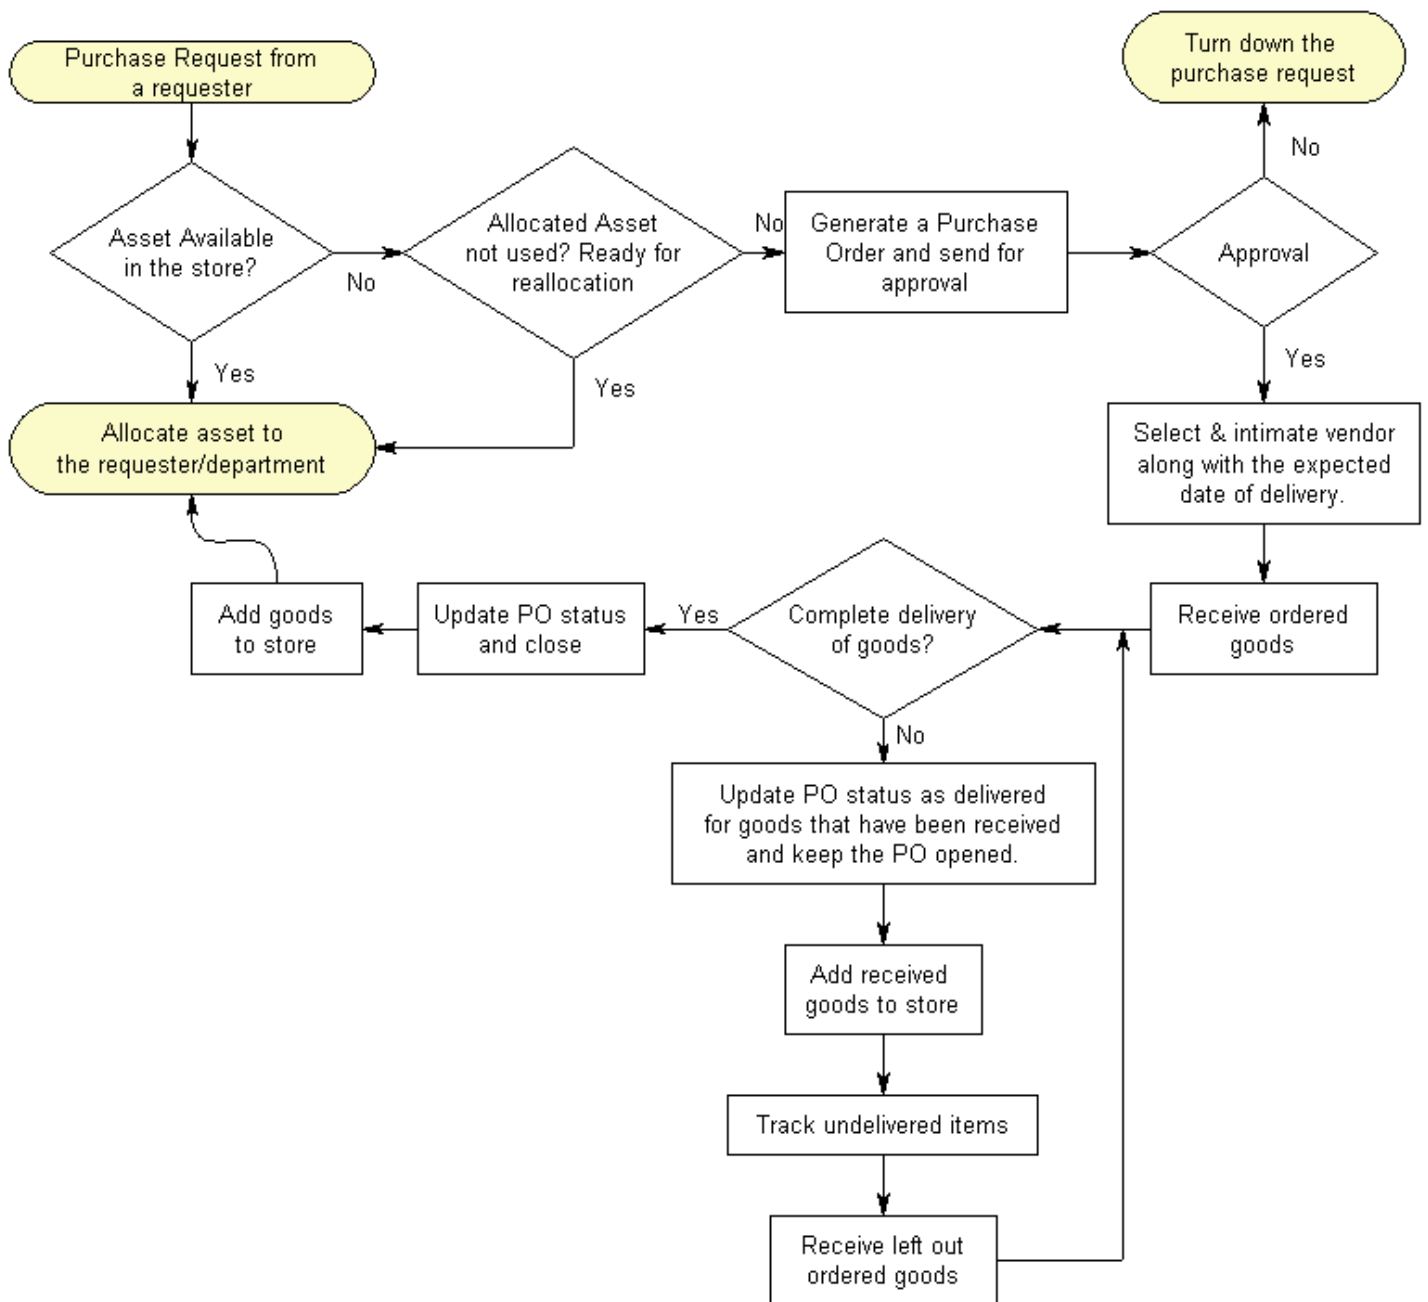 Purchase Request from
a requester
Turn down the
purchase request
No
Asset Available
in the store?
No
Allocated Asset
not used? Ready for
reallocation
No
Generate a Purchase
Order and send for
approval
Approval
Yes
Yes
Yes
Allocate asset to
the requester/department
Select & intimate vendor
along with the expected
date of delivery.
Add goods
to store
Update PO status
and close
Yes
Complete delivery
of goods?
Receive ordered
goods
No
Update PO status as delivered
for goods that have been received
and keep the PO opened.
Add received
goods to store
Track undelivered items
Receive left out
ordered goods